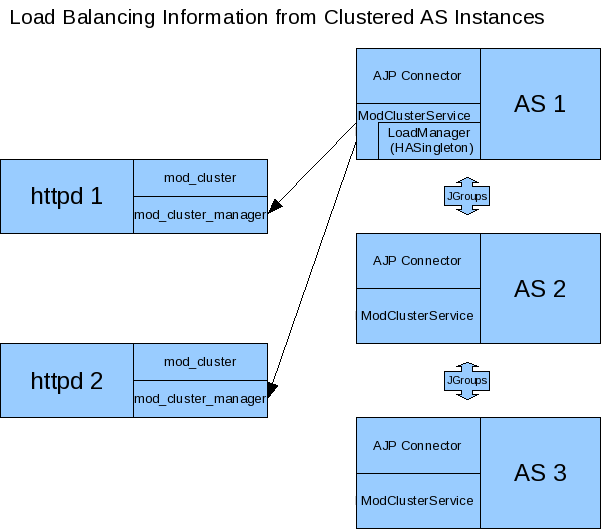 Load Balancing Information from Clustered AS Instances
AJP Connector
AS 1
ModClusterService
LoadManager
(HASingleton)
httpd 1
mod_cluster
mod_cluster_manager
JGroups
AJP Connector
AS 2
ModClusterService
httpd 2
mod_cluster
mod_cluster_manager
JGroups
AJP Connector
AS 3
ModClusterService